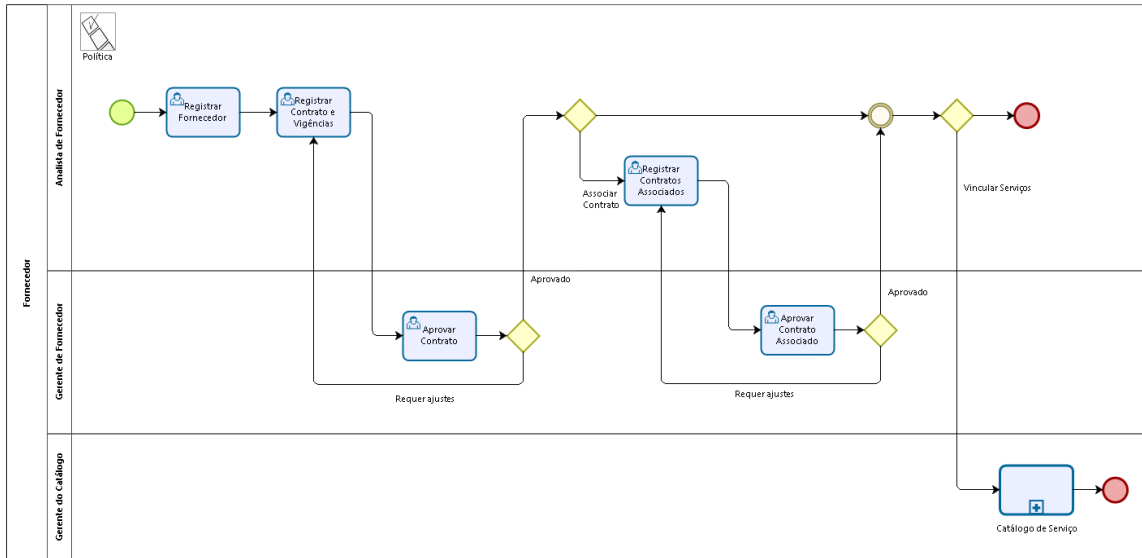 Política
Fornecedor
Analista de Fornecedor
Registrar
Fornecedor
Registrar
Contrato e
Vigências
Associar
Contrato
Registrar
Contratos
Associados
Vincular Serviços
Gerente de Fornecedor
Aprovar
Contrato
Aprovado
Requer ajustes
Aprovar
Contrato
Associado
Aprovado
Requer ajustes
Gerente do Catálogo
Catálogo de Serviço